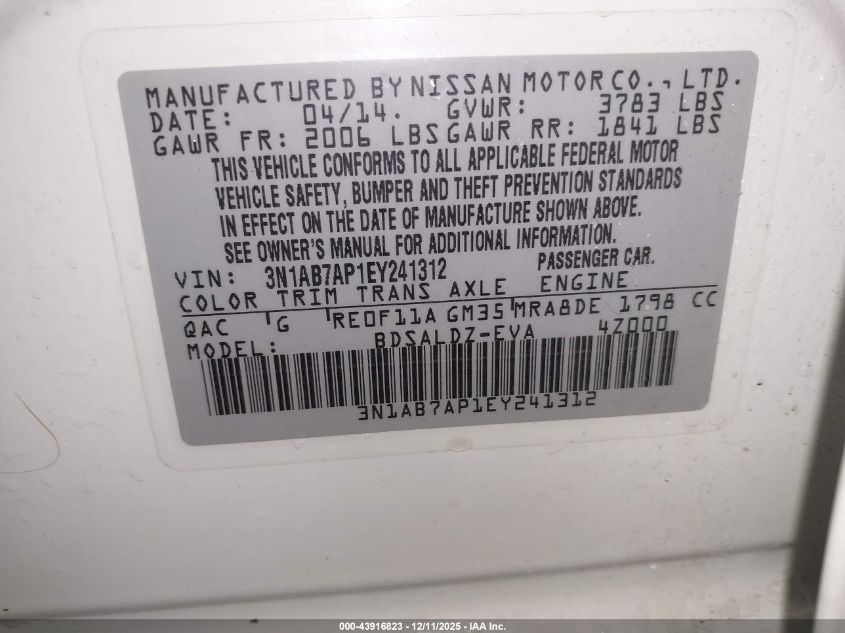 MANUFACTURED BY NISSAN MOTOR CO., LTD.
DATE: 04/14. GVWR: 3783 LBS
GAWR FR: 2006 LBS GAWR RR: 1841 LBS
THIS VEHICLE CONFORMS TO ALL APPLICABLE FEDERAL MOTOR
VEHICLE SAFETY, BUMPER AND THEFT PREVENTION STANDARDS
IN EFFECT ON THE DATE OF MANUFACTURE SHOWN ABOVE.
SEE OWNER'S MANUAL FOR ADDITIONAL INFORMATION.
VIN: 3N1AB7AP1EY241312 PASSENGER CAR.
COLOR TRIM TRANS AXLE ENGINE
QAC G RE0F11A GM35 MRA8DE 1798 CC
MODEL: BDSALDZ-EVA 4Z000
3N1AB7AP1EY241312
000-43916823 - 12/11/2025 - IAA Inc.